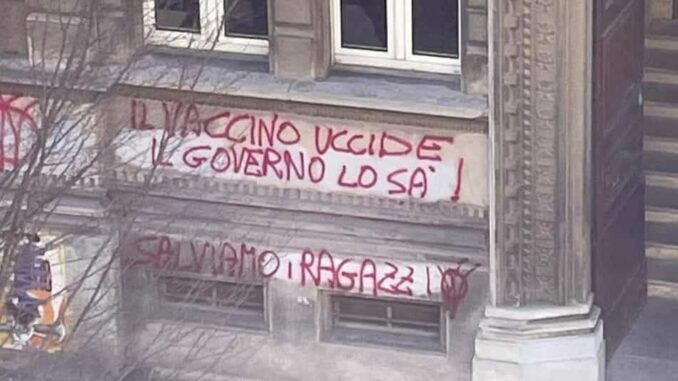 IL VACCINO UCCIDE
IL GOVERNO LO SA' !
SALVIAMO I RAGAZZI